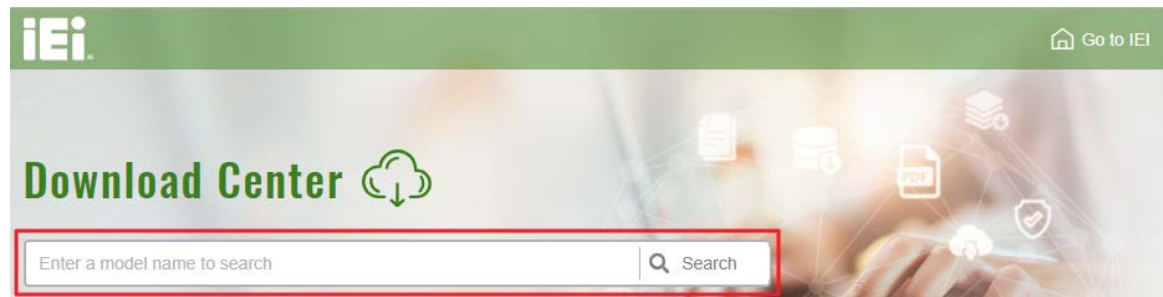 iEi.
Go to IEI
Download Center
PDF
Enter a model name to search
Search